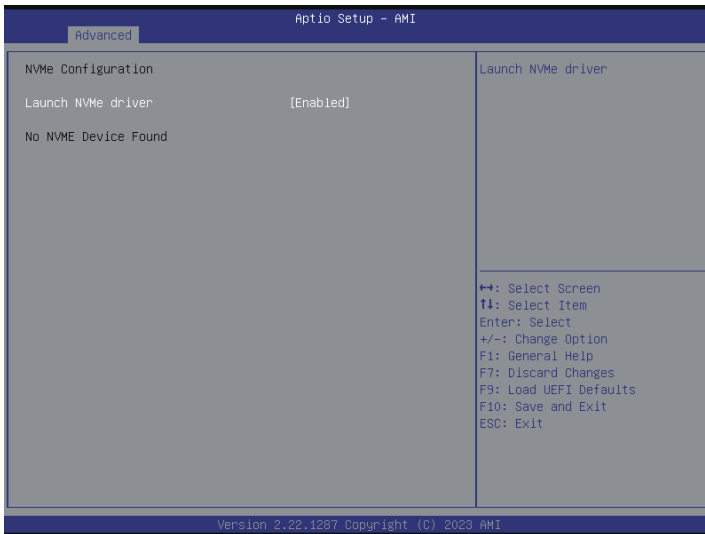 Aptio Setup – AMI
Advanced
NVMe Configuration
Launch NVMe driver [Enabled]
No NVME Device Found
Launch NVMe driver
↔: Select Screen
↑↓: Select Item
Enter: Select
+/-: Change Option
F1: General Help
F7: Discard Changes
F9: Load UEFI Defaults
F10: Save and Exit
ESC: Exit
Version 2.22.1287 Copyright (C) 2023 AMI